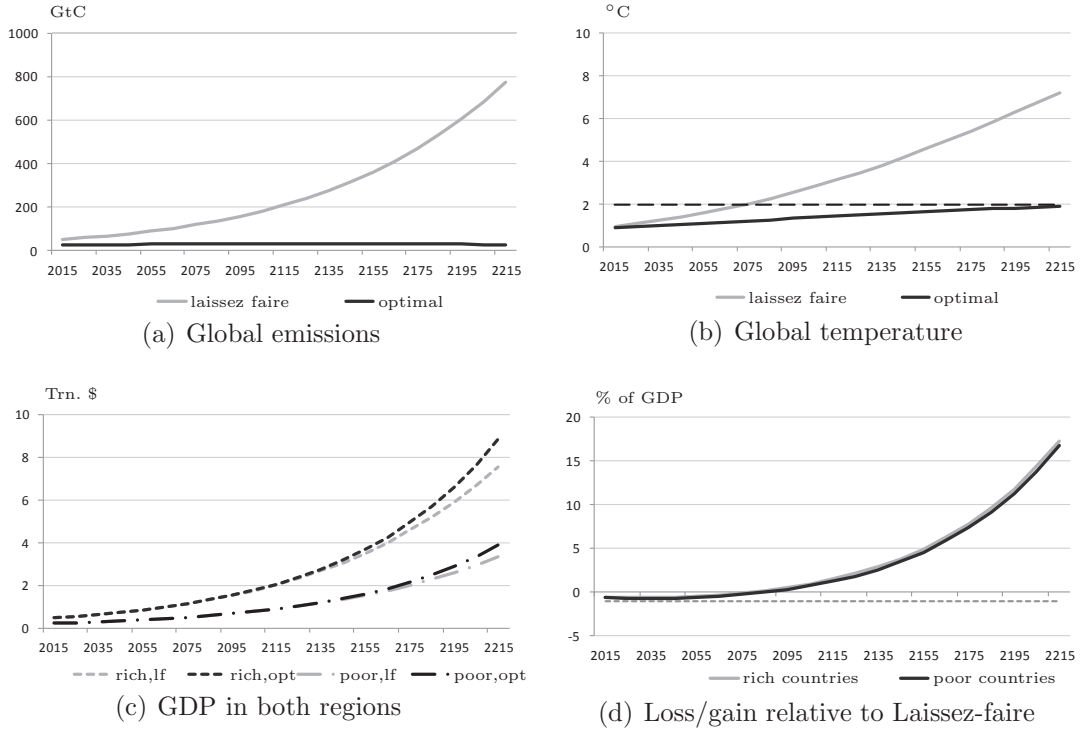 GtC
1000
800
600
400
200
0
2015 2035 2055 2075 2095 2115 2135 2155 2175 2195 2215
laissez faire optimal
(a) Global emissions
°C
10
8
6
4
2
0
2015 2035 2055 2075 2095 2115 2135 2155 2175 2195 2215
laissez faire optimal
(b) Global temperature
Trn. $
10
8
6
4
2
0
2015 2035 2055 2075 2095 2115 2135 2155 2175 2195 2215
rich,lf rich,opt poor,lf poor,opt
(c) GDP in both regions
% of GDP
20
15
10
5
0
-5
2015 2035 2055 2075 2095 2115 2135 2155 2175 2195 2215
rich countries poor countries
(d) Loss/gain relative to Laissez-faire